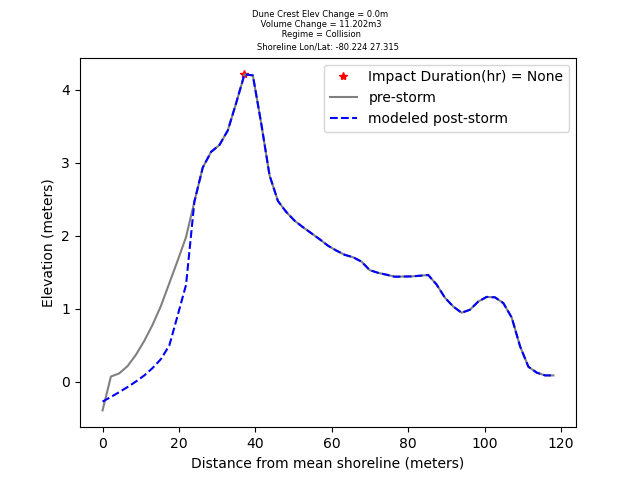 Dune Crest Elev Change = 0.0m
Volume Change = 11.202m3
Regime = Collision
Shoreline Lon/Lat: -80.224 27.315
Impact Duration(hr) = None
pre-storm
modeled post-storm
Elevation (meters)
4
3
2
1
0
0 20 40 60 80 100 120
Distance from mean shoreline (meters)